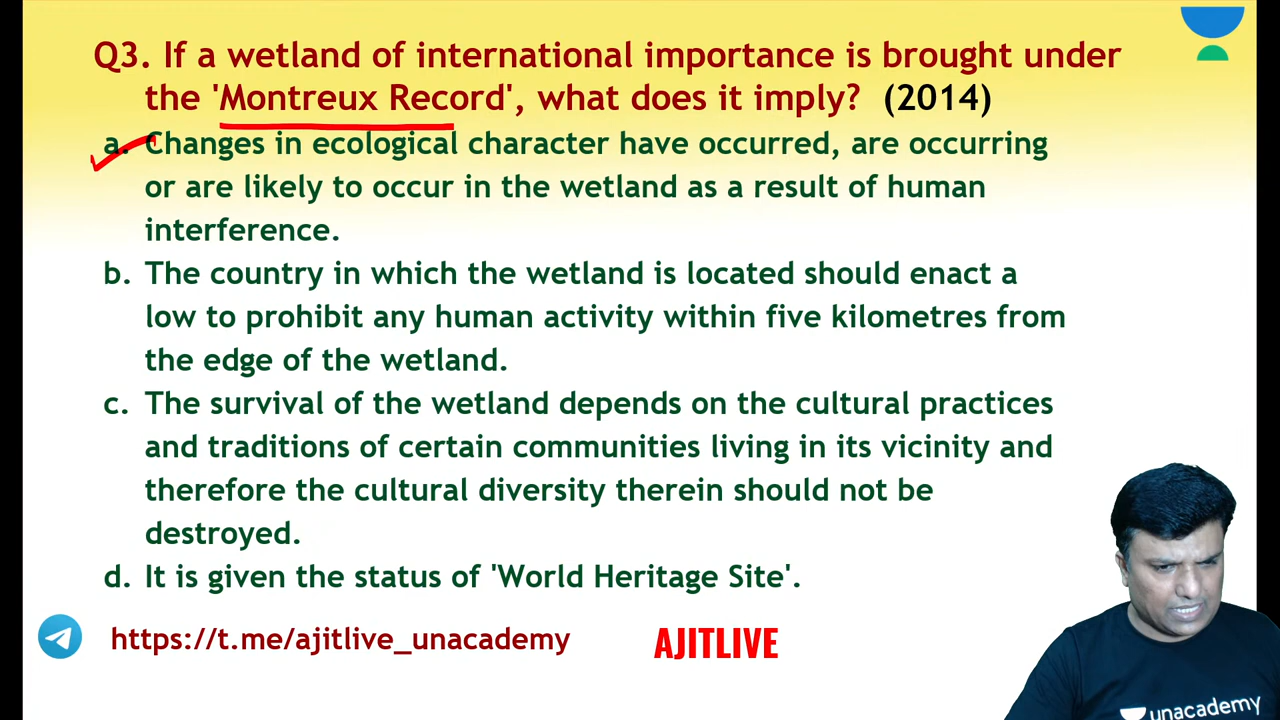 Q3. If a wetland of international importance is brought under
the 'Montreux Record', what does it imply? (2014)
a. Changes in ecological character have occurred, are occurring
or are likely to occur in the wetland as a result of human
interference.
b. The country in which the wetland is located should enact a
low to prohibit any human activity within five kilometres from
the edge of the wetland.
c. The survival of the wetland depends on the cultural practices
and traditions of certain communities living in its vicinity and
therefore the cultural diversity therein should not be
destroyed.
d. It is given the status of 'World Heritage Site'.
https://t.me/ajitlive_unacademy
AJITLIVE
unacademy